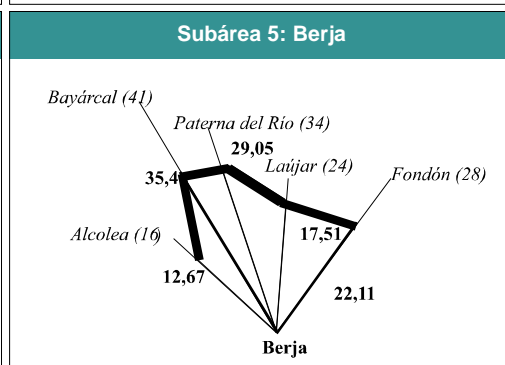 Subárea 5: Berja
Bayárcal (41)
Paterna del Río (34)
29,05
Laújar (24)
35,4
Fondón (28)
Alcolea (16)
17,51
12,67
22,11
Berja